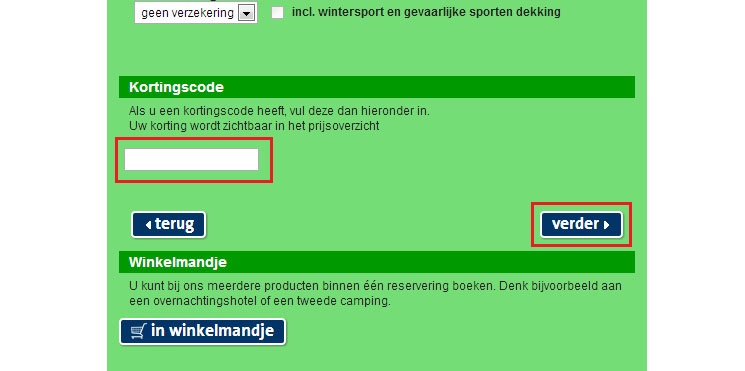 geen verzekering incl. wintersport en gevaarlijke sporten dekking
Kortingscode
Als u een kortingscode heeft, vul deze dan hieronder in.
Uw korting wordt zichtbaar in het prijsoverzicht
terug
verder
Winkelmandje
U kunt bij ons meerdere producten binnen één reservering boeken. Denk bijvoorbeeld aan
een overnachtingshotel of een tweede camping.
in winkelmandje